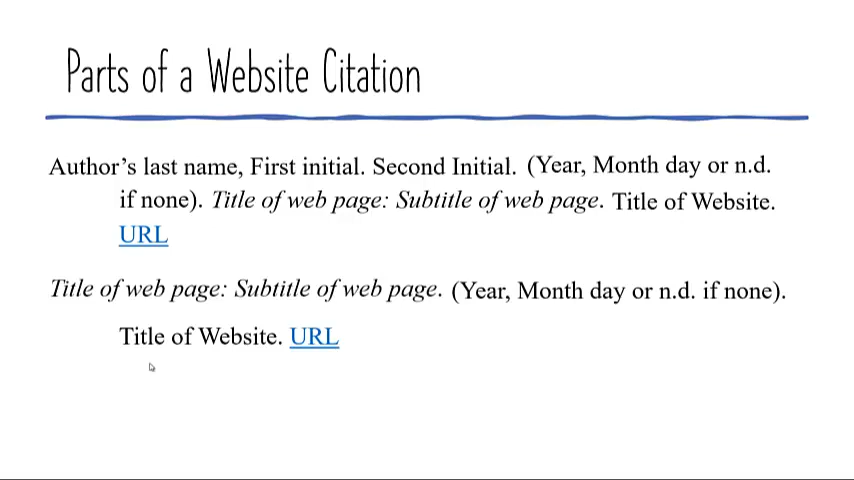 Parts of a Website Citation
Author’s last name, First initial. Second Initial. (Year, Month day or n.d.
if none). Title of web page: Subtitle of web page. Title of Website.
URL
Title of web page: Subtitle of web page. (Year, Month day or n.d. if none).
Title of Website. URL